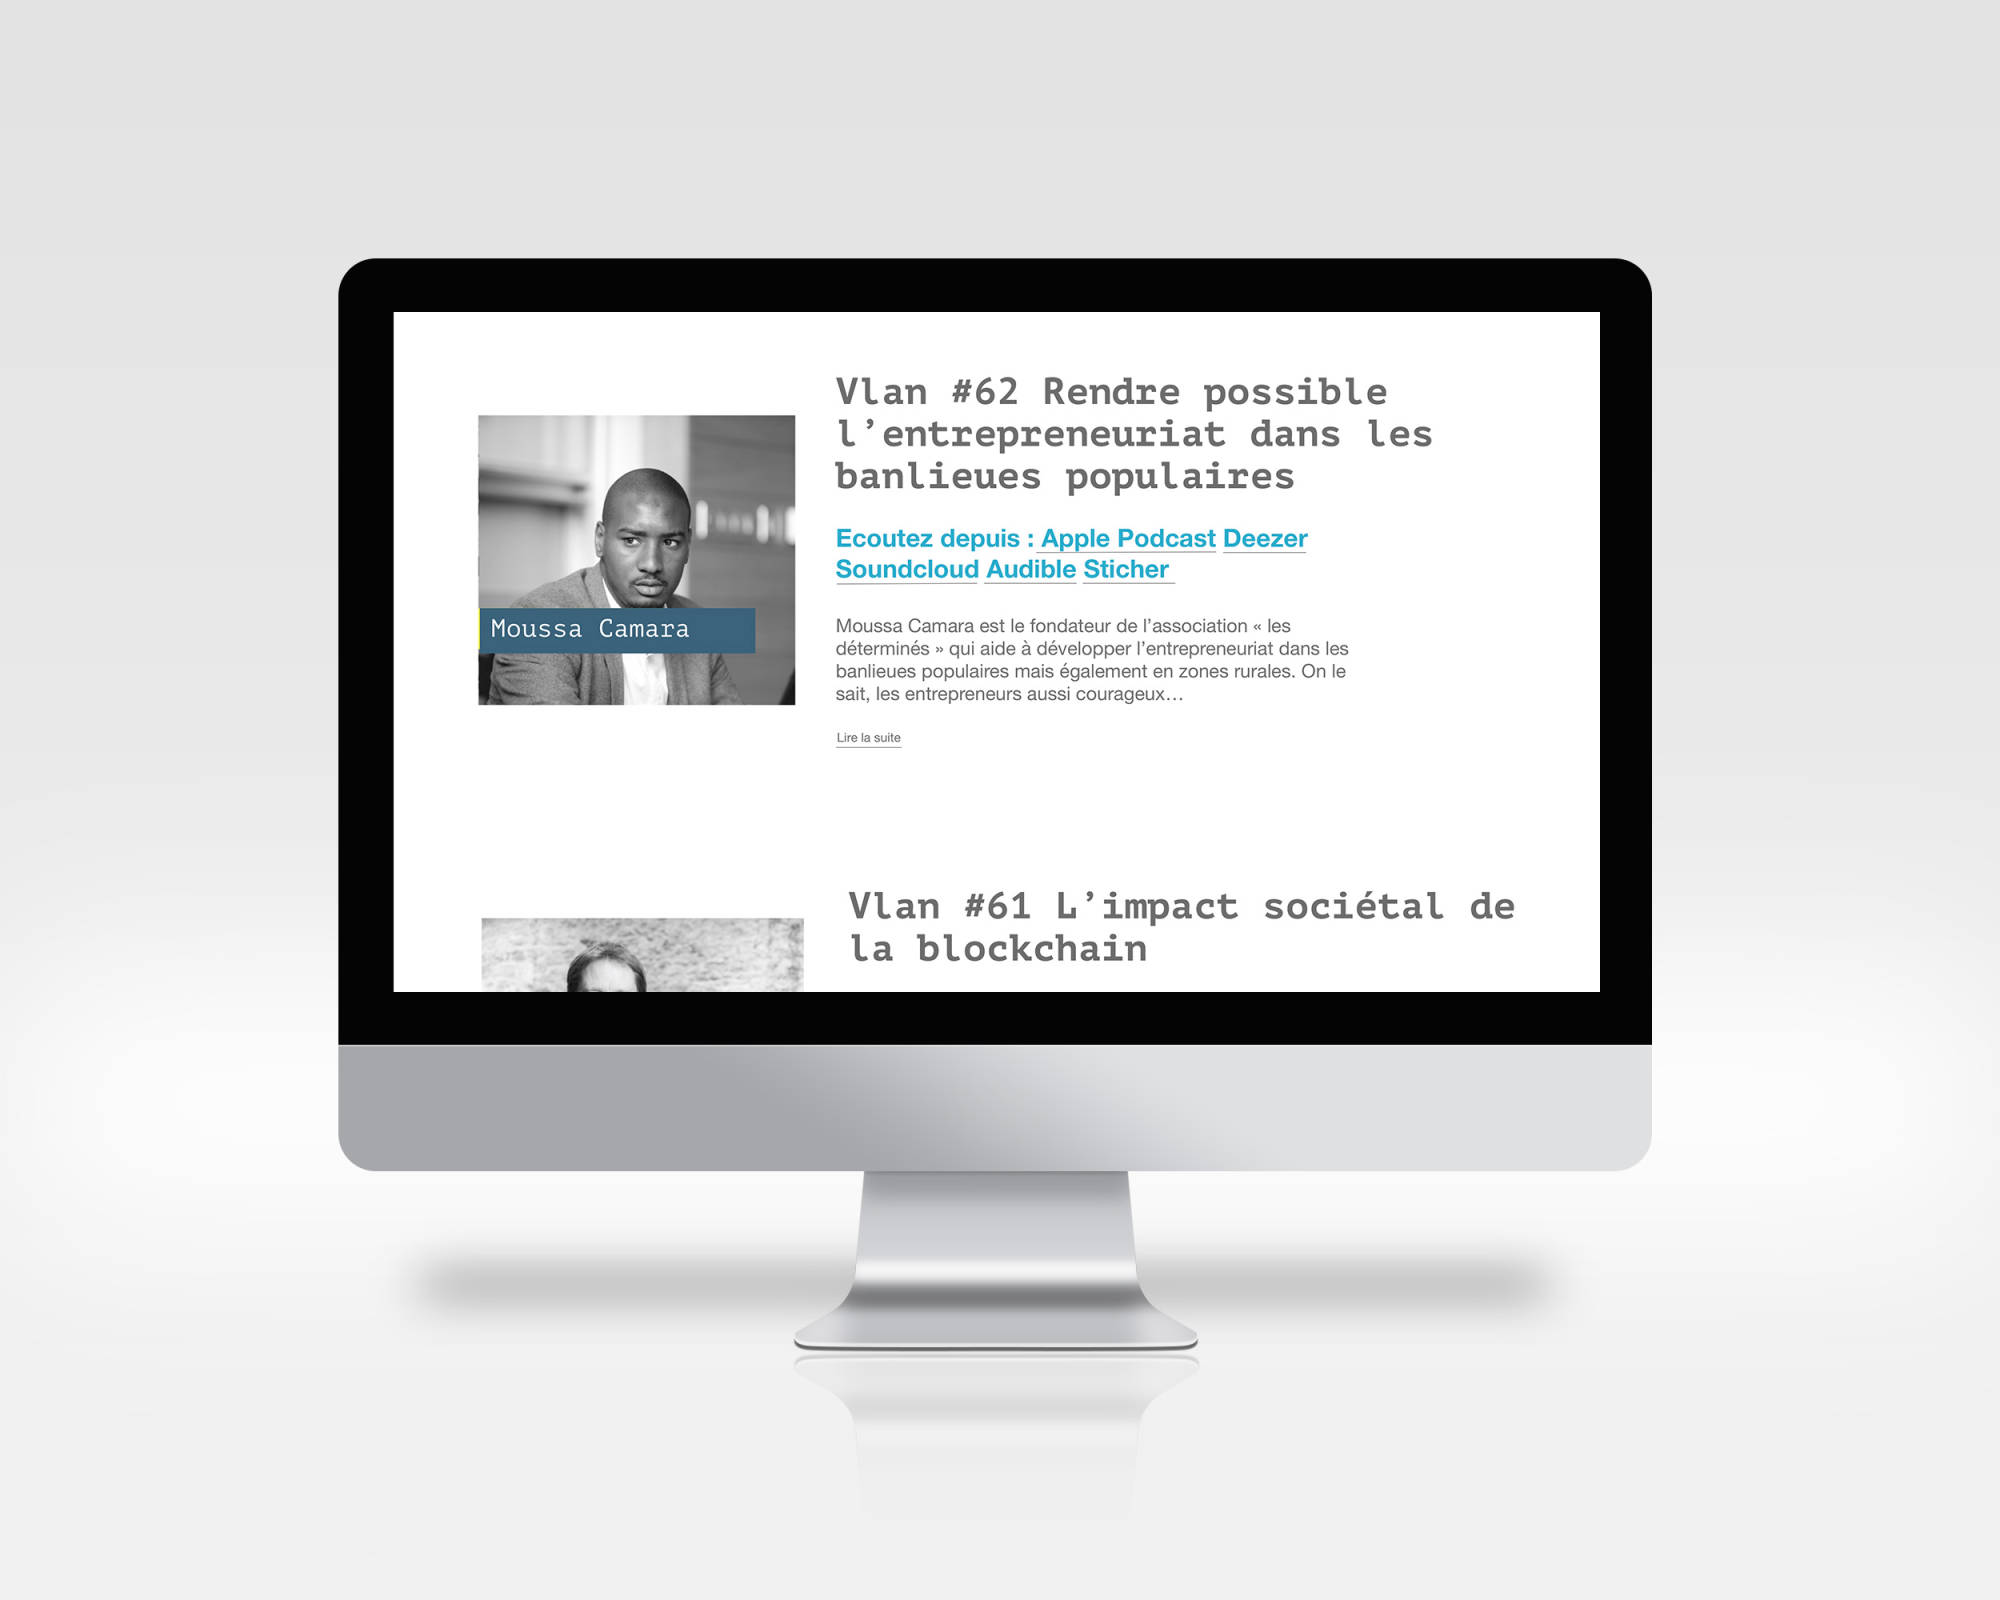 Vlan #62 Rendre possible
l’entrepreneuriat dans les
banlieues populaires
Ecoutez depuis : Apple Podcast Deezer
Soundcloud Audible Sticher
Moussa Camara
Moussa Camara est le fondateur de l’association « les
déterminés » qui aide à développer l’entrepreneuriat dans les
banlieues populaires mais également en zones rurales. On le
sait, les entrepreneurs aussi courageux…
Lire la suite
Vlan #61 L’impact sociétal de
la blockchain